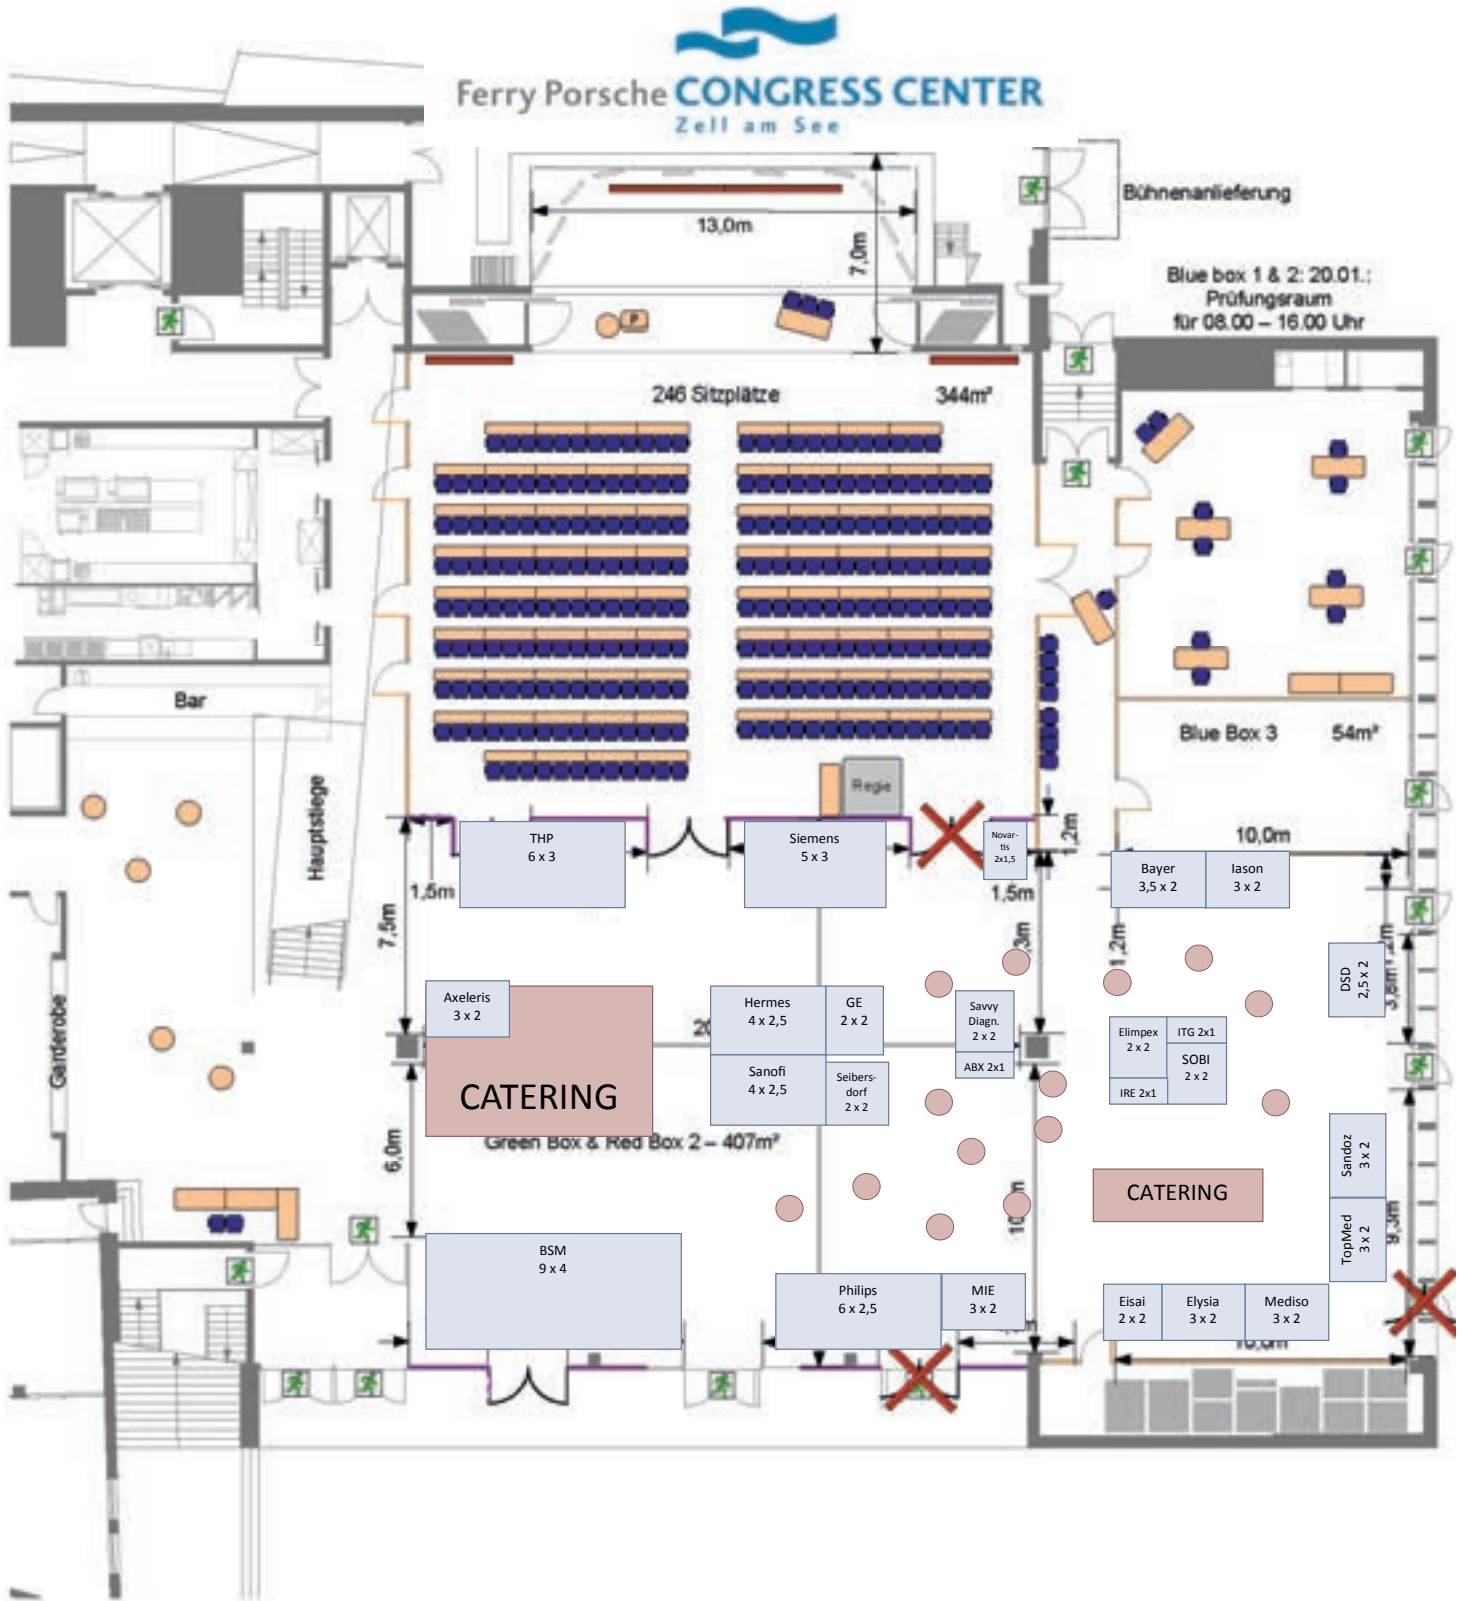 Ferry Porsche CONGRESS CENTER
Zell am See
Bühnenanlieferung
13,0m
7,0m
Blue box 1 & 2: 20.01.:
Prüfungsraum
für 08.00 – 16.00 Uhr
P
246 Sitzplätze
344m²
Bar
Blue Box 3
54m²
Hauptstiege
Regie
THP
6 x 3
Siemens
5 x 3
Novar-
tis
2x1,5
1,2m
10,0m
Bayer
3,5 x 2
Iason
3 x 2
1,5m
1,5m
7,5m
1,2m
DSD
2,5 x 2
3,8m
Axeleris
3 x 2
Hermes
4 x 2,5
GE
2 x 2
Savvy
Diagn.
2 x 2
ABX 2x1
Elimpex
2 x 2
ITG 2x1
SOBI
2 x 2
IRE 2x1
Sanofi
4 x 2,5
Seibers-
dorf
2 x 2
Garderobe
CATERING
Green Box & Red Box 2 – 407m²
6,0m
Sandoz
3 x 2
CATERING
TopMed
3 x 2
9,3m
BSM
9 x 4
Philips
6 x 2,5
MIE
3 x 2
Eisai
2 x 2
Elysia
3 x 2
Mediso
3 x 2
10,0m